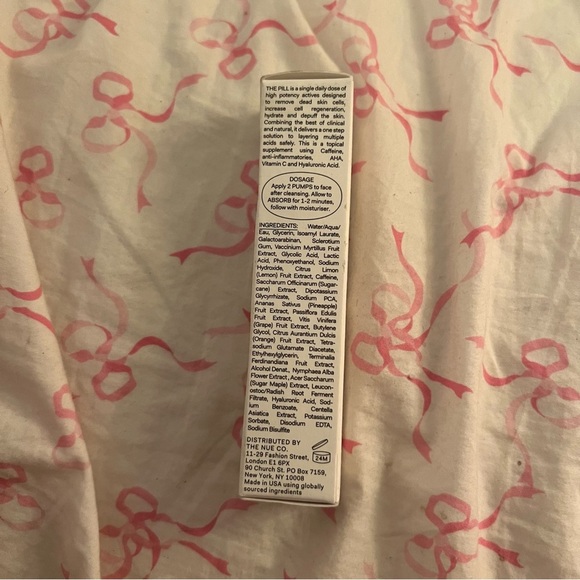 THE PILL is a single daily dose of
high potency actives designed
to remove dead skin cells,
increase cell regeneration,
hydrate and depuff the skin.
Combining the best of clinical
and natural, it delivers a one step
solution to layering multiple
acids safely. This is a topical
supplement using Caffeine,
anti-inflammatories, AHA,
Vitamin C and Hyaluronic Acid.
DOSAGE
Apply 2 PUMPS to face
after cleansing. Allow to
ABSORB for 1-2 minutes,
follow with moisturiser.
INGREDIENTS: Water/Aqua/
Eau, Glycerin, Isoamyl Laurate,
Galactoarabinan, Sclerotium
Gum, Vaccinium Myrtillus Fruit
Extract, Glycolic Acid, Lactic
Acid, Phenoxyethanol, Sodium
Hydroxide, Citrus Limon
(Lemon) Fruit Extract, Caffeine,
Saccharum Officinarum (Sugar-
cane) Extract, Dipotassium
Glycyrrhizate, Sodium PCA,
Ananas Sativus (Pineapple)
Fruit Extract, Passiflora Edulis
Fruit Extract, Vitis Vinifera
(Grape) Fruit Extract, Butylene
Glycol, Citrus Aurantium Dulcis
(Orange) Fruit Extract, Tetra-
sodium Glutamate Diacetate,
Ethylhexylglycerin, Terminalia
Ferdinandiana Fruit Extract,
Alcohol Denat., Nymphaea Alba
Flower Extract, Acer Saccharum
(Sugar Maple) Extract, Leucon-
ostoc/Radish Root Ferment
Filtrate, Hyaluronic Acid, Sod-
ium Benzoate, Centella
Asiatica Extract, Potassium
Sorbate, Disodium EDTA,
Sodium Bisulfite
DISTRIBUTED BY
THE NUE CO.
11-29 Fashion Street,
London E1 6PX
90 Church St. PO Box 7159,
New York, NY 10008
Made in USA using globally
sourced ingredients
24M